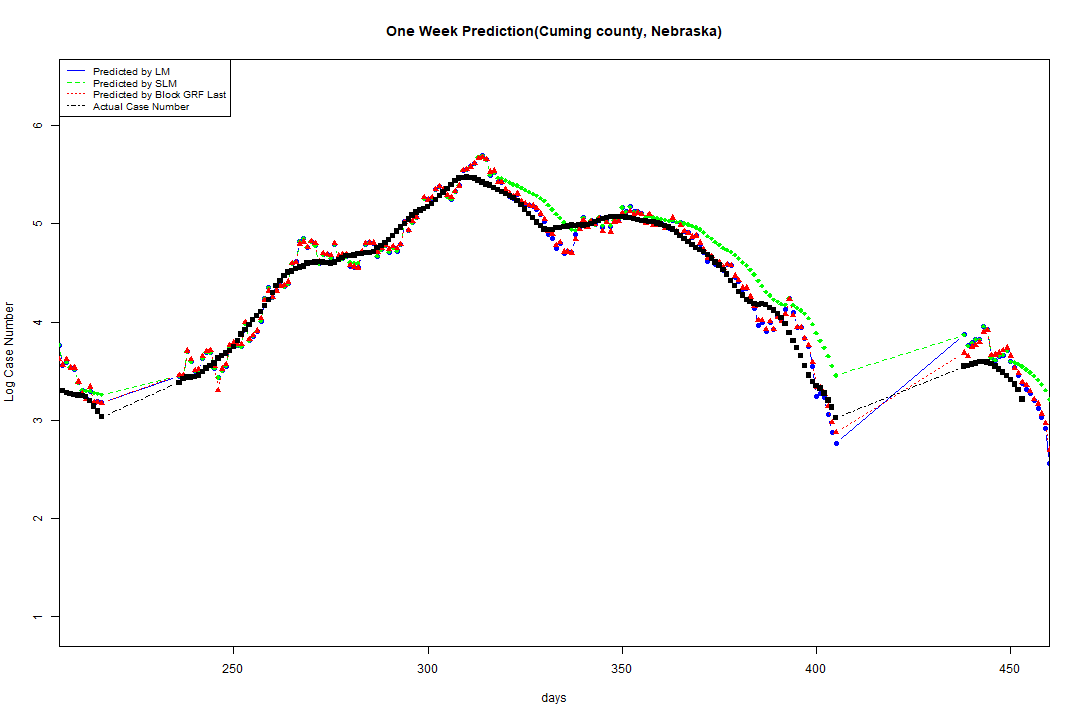 One Week Prediction(Cuming county, Nebraska)
Predicted by LM
Predicted by SLM
Predicted by Block GRF Last
Actual Case Number
6
5
4
3
2
1
Log Case Number
250 300 350 400 450
days